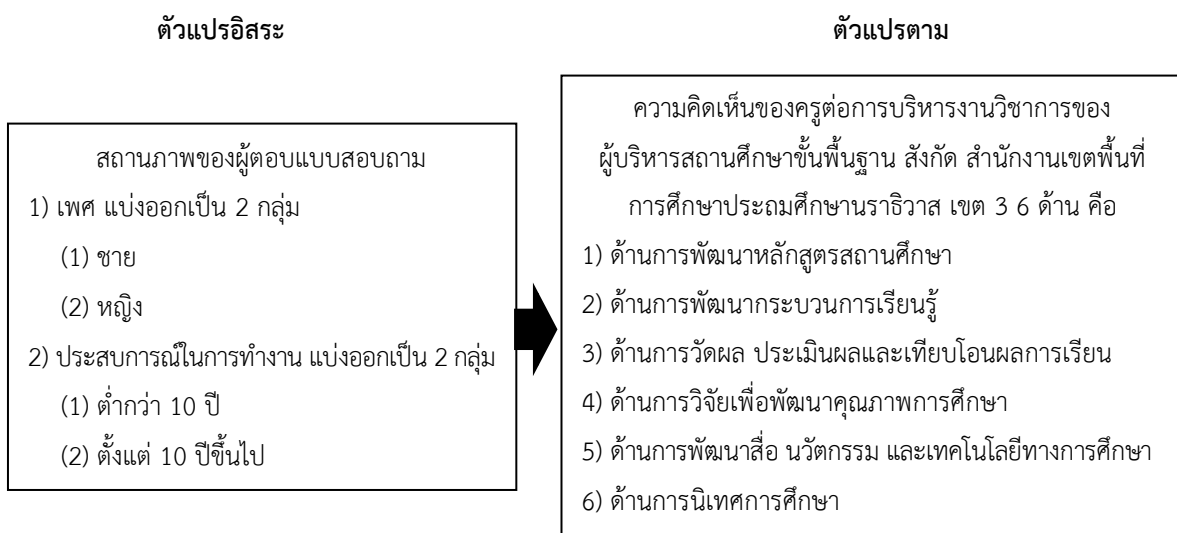 ตัวแปรอิสระ
ตัวแปรตาม
สถานภาพของผู้ตอบแบบสอบถาม
1) เพศ แบ่งออกเป็น 2 กลุ่ม
(1) ชาย
(2) หญิง
2) ประสบการณ์ในการทำงาน แบ่งออกเป็น 2 กลุ่ม
(1) ต่ำกว่า 10 ปี
(2) ตั้งแต่ 10 ปีขึ้นไป
ความคิดเห็นของครูต่อการบริหารงานวิชาการของ
ผู้บริหารสถานศึกษาขั้นพื้นฐาน สังกัด สำนักงานเขตพื้นที่
การศึกษาประถมศึกษานราธิวาส เขต 3 6 ด้าน คือ
1) ด้านการพัฒนาหลักสูตรสถานศึกษา
2) ด้านการพัฒนากระบวนการเรียนรู้
3) ด้านการวัดผล ประเมินผลและเทียบโอนผลการเรียน
4) ด้านการวิจัยเพื่อพัฒนาคุณภาพการศึกษา
5) ด้านการพัฒนาสื่อ นวัตกรรม และเทคโนโลยีทางการศึกษา
6) ด้านการนิเทศการศึกษา